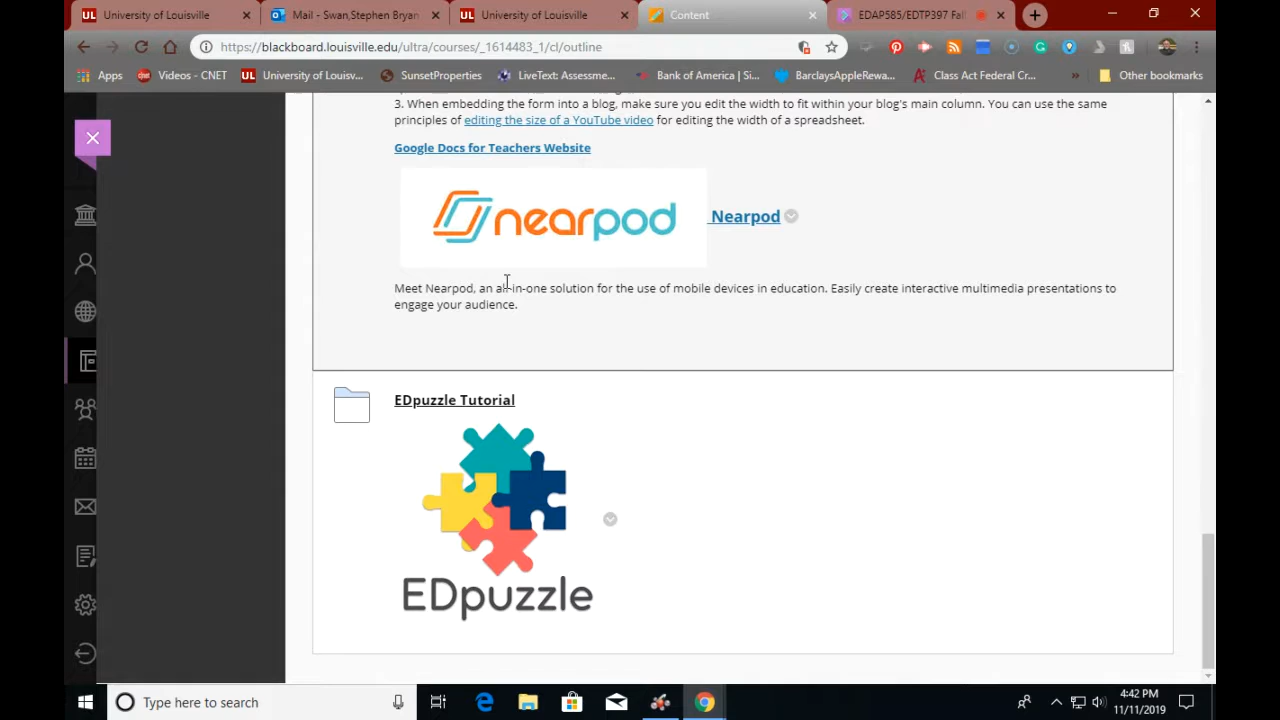 University of Louisville
Mail - Swan,Stephen Bryan
University of Louisville
Content
EDAP585/EDTP397 Fall
https://blackboard.louisville.edu/ultra/courses/_1614483_1/cl/outline
Apps
Videos - CNET
University of Louisv...
SunsetProperties
LiveText: Assessme...
Bank of America | Si...
BarclaysAppleRewa...
Class Act Federal Cr...
»
Other bookmarks
3. When embedding the form into a blog, make sure you edit the width to fit within your blog's main column. You can use the same
principles of editing the size of a YouTube video for editing the width of a spreadsheet.
Google Docs for Teachers Website
nearpod
Nearpod
Meet Nearpod, an all-in-one solution for the use of mobile devices in education. Easily create interactive multimedia presentations to
engage your audience.
EDpuzzle Tutorial
EDpuzzle
Type here to search
4:42 PM
11/11/2019